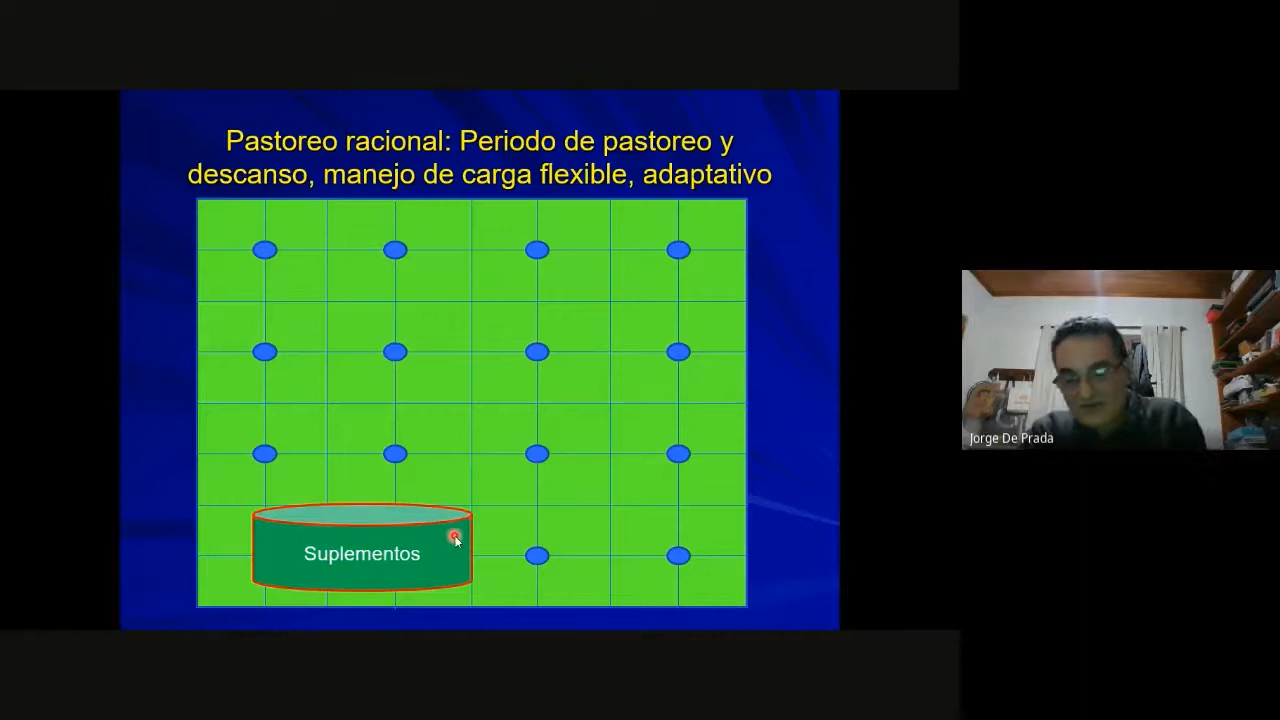 Pastoreo racional: Periodo de pastoreo y
descanso, manejo de carga flexible, adaptativo
Suplementos
Jorge De Prada